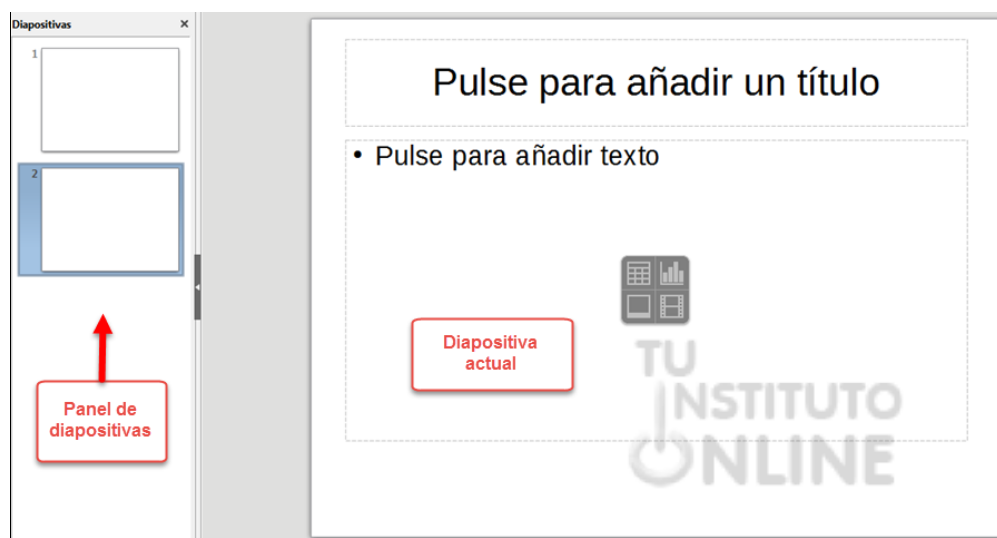 Diapositivas
1
2
Panel de
diapositivas
Pulse para añadir un título
• Pulse para añadir texto
Diapositiva
actual
TU
INSTITUTO
ONLINE